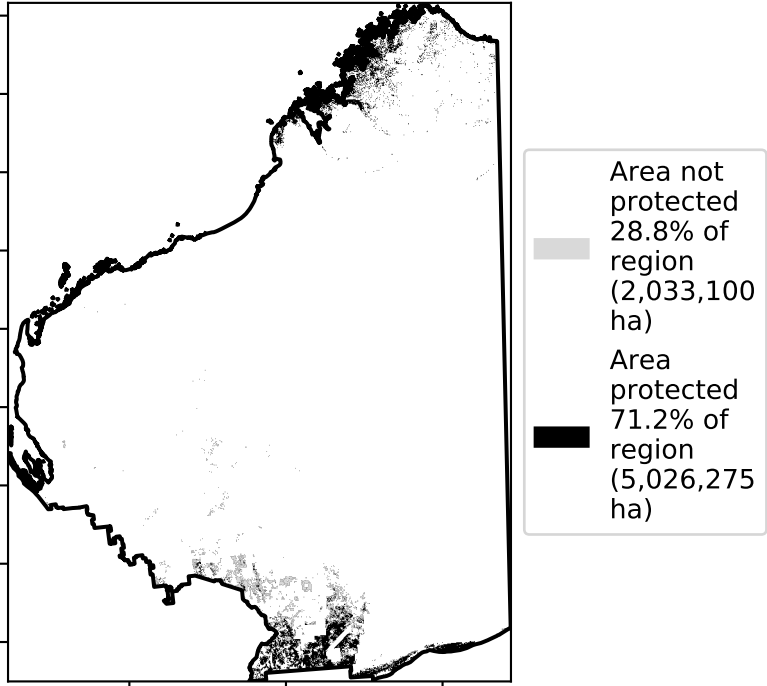 Area not
protected
28.8% of
region
(2,033,100
ha)
Area
protected
71.2% of
region
(5,026,275
ha)